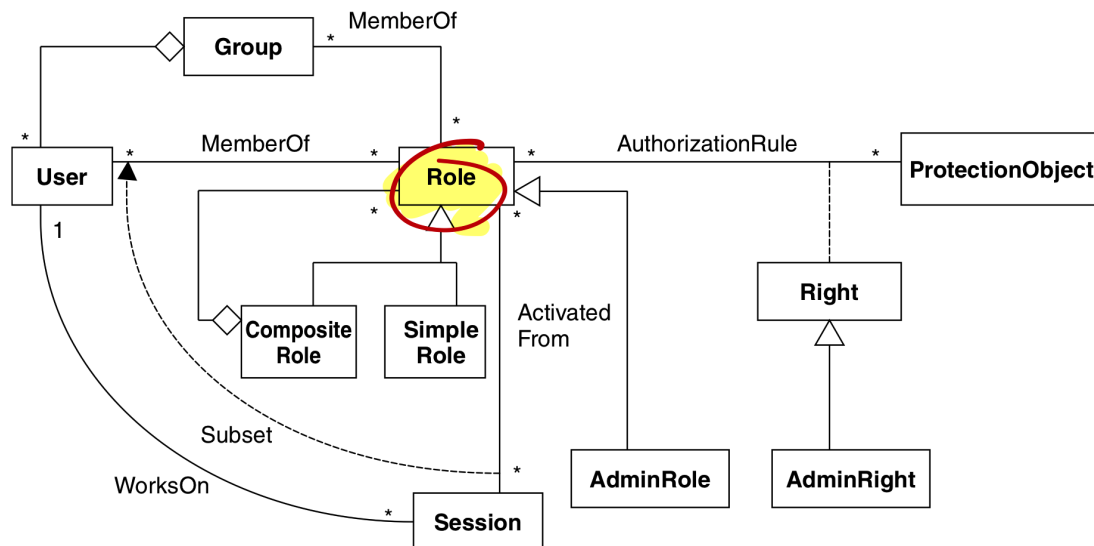 MemberOf
Group
*
*
*
User
*
MemberOf
*
Role
*
AuthorizationRule
*
ProtectionObject
1
*
*
Right
Composite
Role
Simple
Role
Activated
From
Subset
WorksOn
*
*
Session
AdminRole
AdminRight